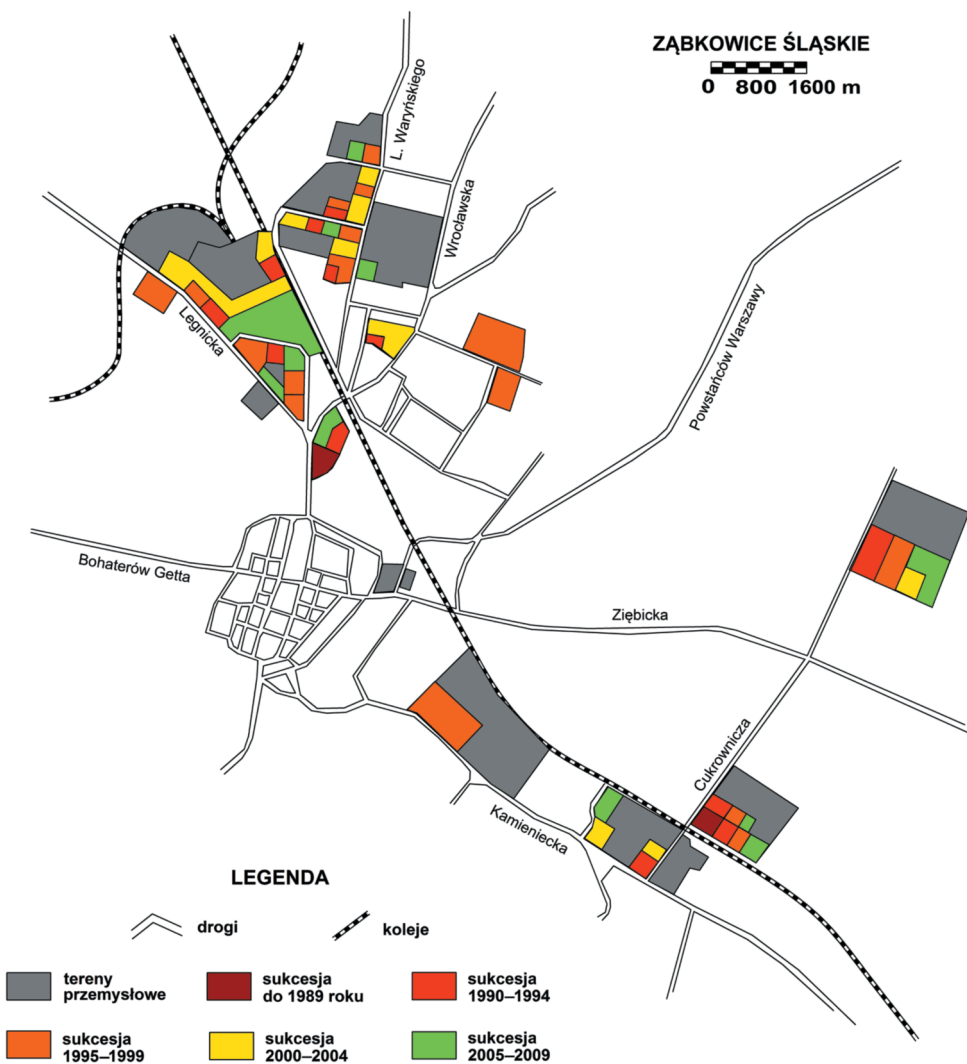 ZĄBKOWICE ŚLĄSKIE
0 800 1600 m
L. Waryńskiego
Wrocławska
Legnicka
Powstańców Warszawy
Bohaterów Getta
Ziębicka
Cukrownicza
Kamieniecka
LEGENDA
drogi
koleje
tereny
przemysłowe
sukcesja
do 1989 roku
sukcesja
1990–1994
sukcesja
1995–1999
sukcesja
2000–2004
sukcesja
2005–2009